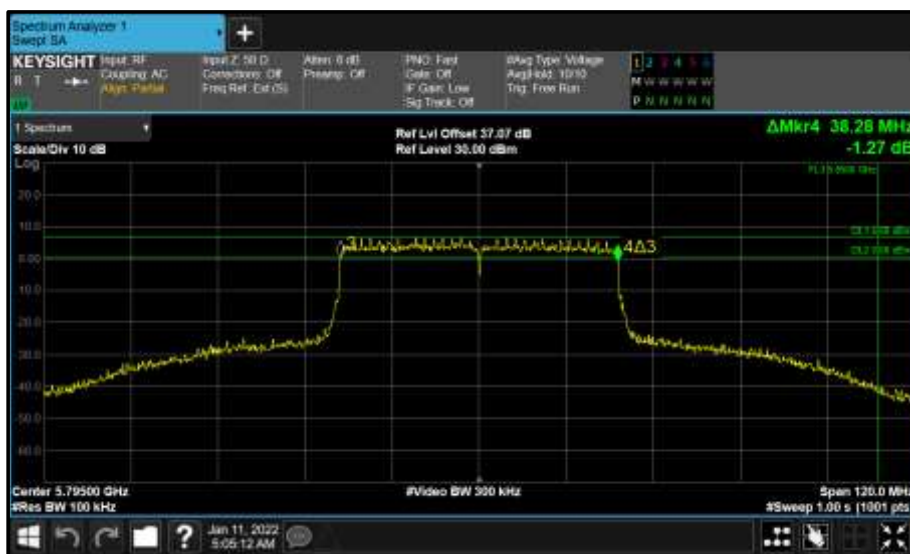 Spectrum Analyzer 1
Swept SA
+
KEYSIGHT
R T
Input: RF
Coupling: AC
Align: Partial
Input Z: 50 Ω
Corrections: Off
Freq Ref: Ext (S)
Atten: 0 dB
Preamp: Off
PNO: Fast
Gate: Off
IF Gain: Low
Sig Track: Off
#Avg Type: Voltage
Avg|Hold: 10/10
Trig: Free Run
1 2 3 4 5 6
M W W W W W
P N N N N N
1 Spectrum
Scale/Div 10 dB
Log
Ref Lvl Offset 37.07 dB
Ref Level 30.00 dBm
ΔMkr4 38.28 MHz
-1.27 dB
20.0
10.0
0.00
-10.0
-20.0
-30.0
-40.0
-50.0
-60.0
3
4Δ3
Center 5.79500 GHz
#Res BW 100 kHz
#Video BW 300 kHz
Span 120.0 MHz
#Sweep 1.00 s (1001 pts
?
Jan 11, 2022
5:05:12 AM